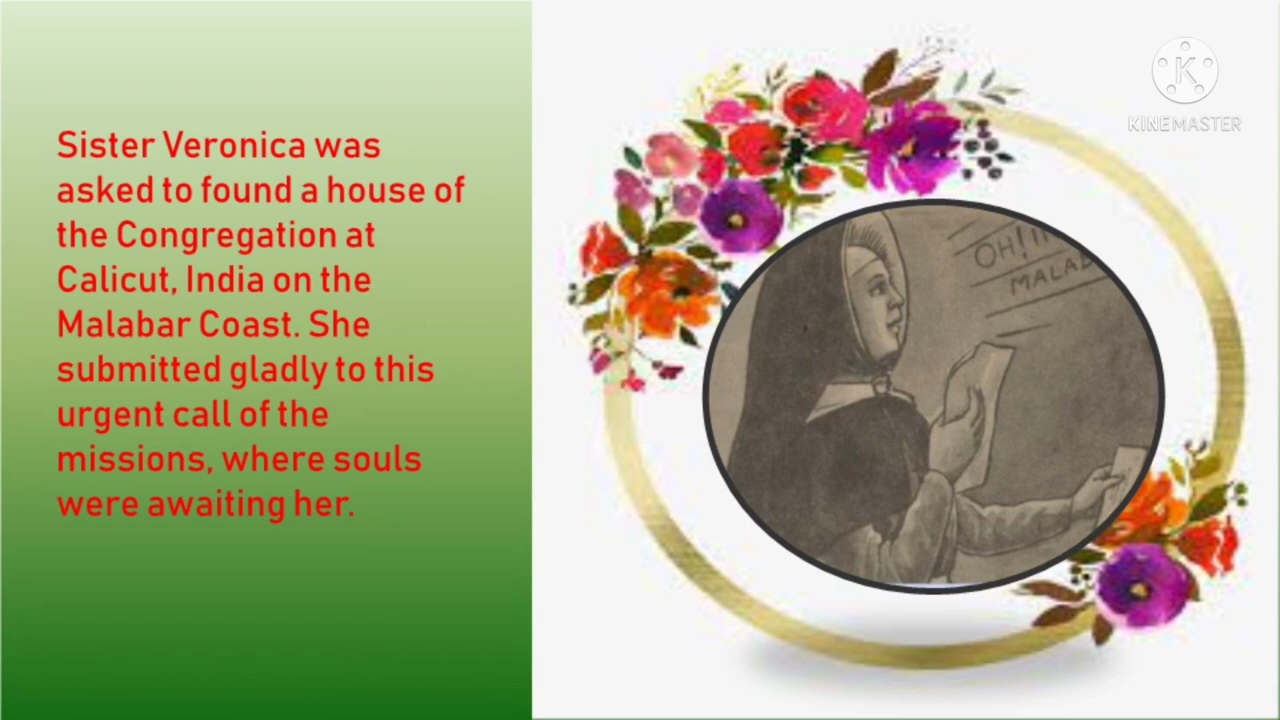 Sister Veronica was
asked to found a house of
the Congregation at
Calicut, India on the
Malabar Coast. She
submitted gladly to this
urgent call of the
missions, where souls
were awaiting her.
K
KINEMASTER
OH!